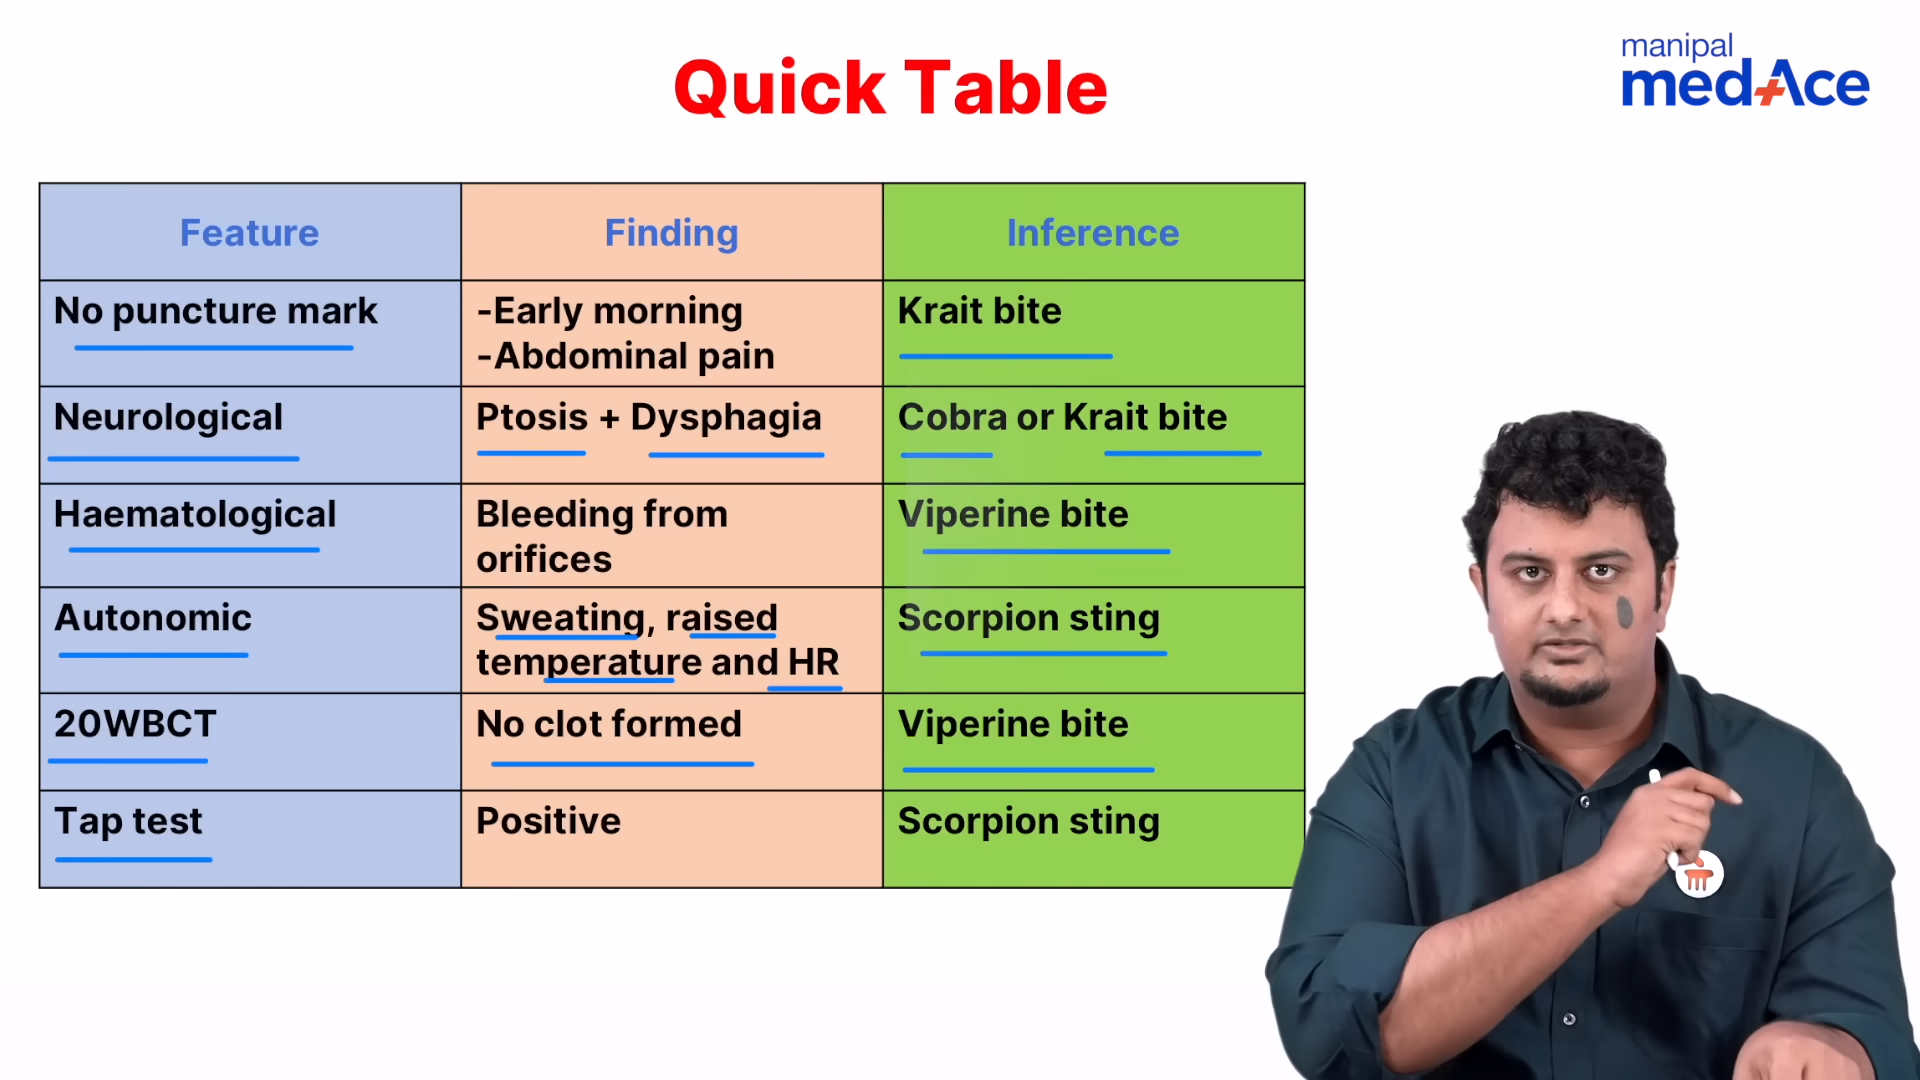 Quick Table
manipal
medAce
Feature
Finding
Inference
No puncture mark
-Early morning
-Abdominal pain
Krait bite
Neurological
Ptosis + Dysphagia
Cobra or Krait bite
Haematological
Bleeding from
orifices
Viperine bite
Autonomic
Sweating, raised
temperature and HR
Scorpion sting
20WBCT
No clot formed
Viperine bite
Tap test
Positive
Scorpion sting